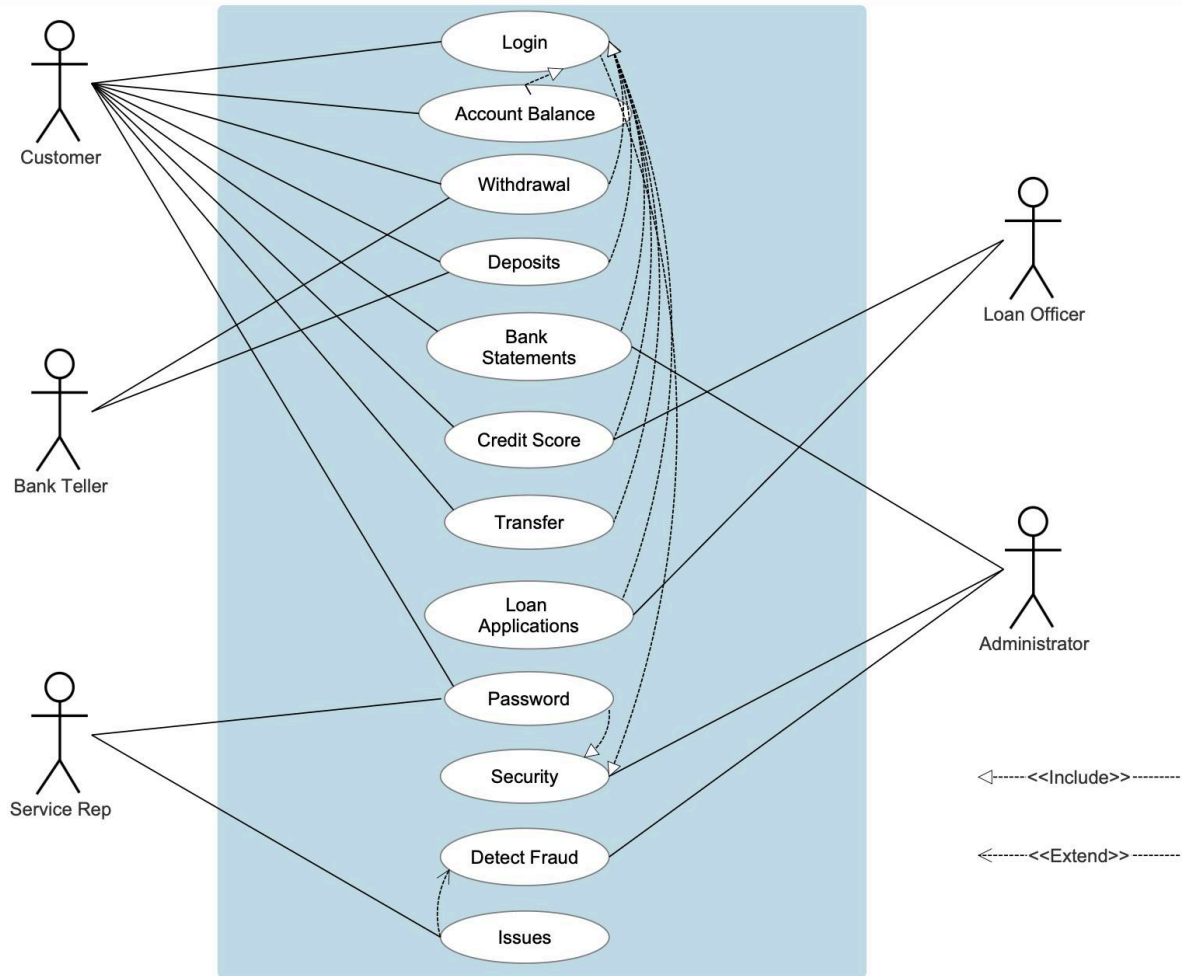 Login
Account Balance
Customer
Withdrawal
Deposits
Loan Officer
Bank
Statements
Credit Score
Bank Teller
Transfer
Loan
Applications
Administrator
Password
Security
<<Include>>
Service Rep
Detect Fraud
<<Extend>>
Issues